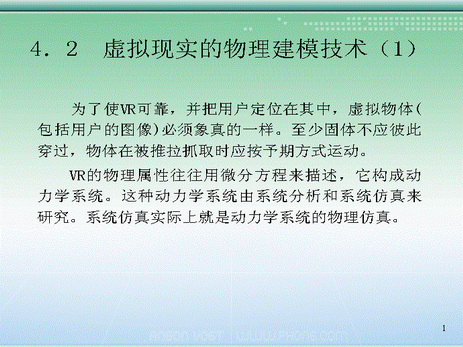 4．2　虚拟现实的物理建模技术（1）
为了使VR可靠，并把用户定位在其中，虚拟物体(
包括用户的图像)必须象真的一样。至少固体不应彼此
穿过，物体在被推拉抓取时应按予期方式运动。
VR的物理属性往往用微分方程来描述，它构成动
力学系统。这种动力学系统由系统分析和系统仿真来
研究。系统仿真实际上就是动力学系统的物理仿真。
1